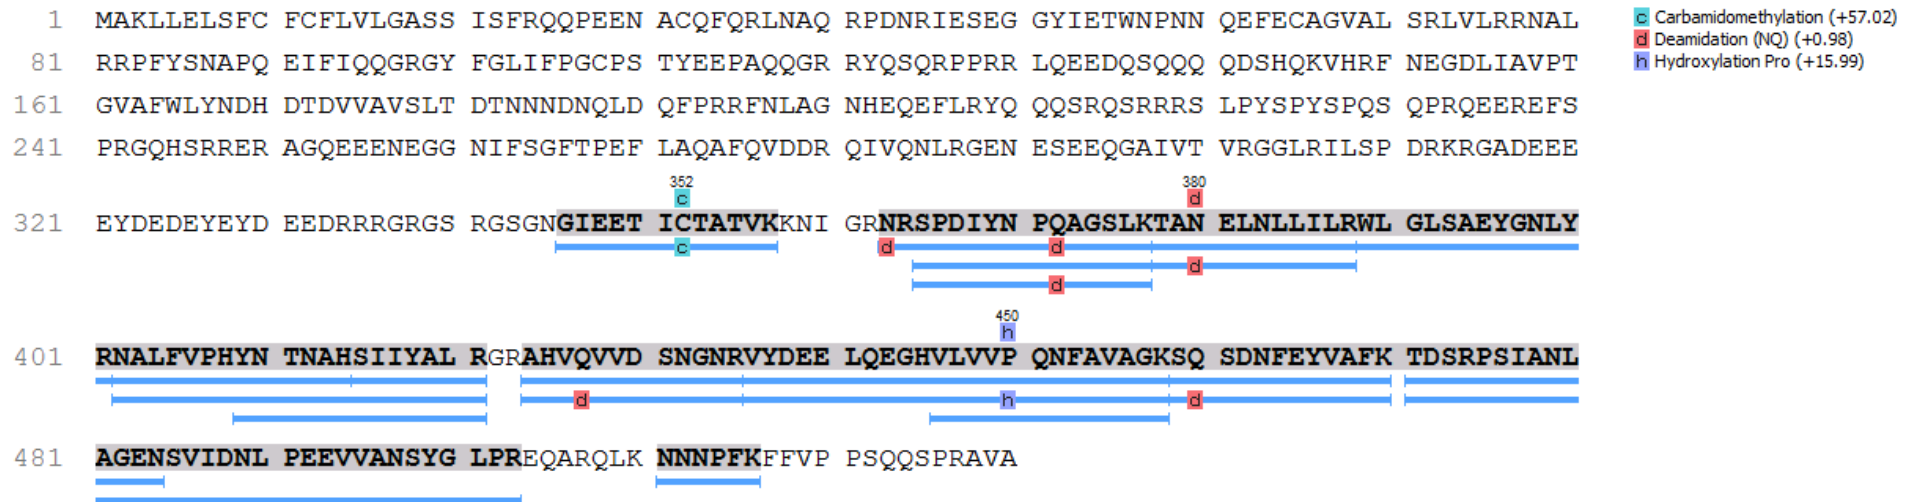 1 MAKLLELSFC FCFLVLGASS ISFRQQPEEN ACQFQRLNAQ RPDNRIESEG GYIETWNPNN QEFECAGVAL SRLVLRRNAL
c Carbamidomethylation (+57.02)
d Deamidation (NQ) (+0.98)
h Hydroxylation Pro (+15.99)
81 RRPFYSNAPQ EIFIQQGRGY FGLIFPGCPS TYEEPAQQGR RYQSQRPPRR LQEEDQSQQQ QDSHQKVHRF NEGDLIAVPT
161 GVAFWLYNDH DTDVVAVSLT DTNNNDNQLD QFPRRFNLAG NHEQEFLRYQ QQSRQSRRRS LPYSPYSPQS QPRQEEREFS
241 PRGQHSRRER AGQEEENEGG NIFSGFTPEF LAQAFQVDDR QIVQNLRGEN ESEEQGAIVT VRGGLRILSP DRKRGADEEE
352 380
c d
321 EYDEDEYEYD EEDRRRGRGS RGSGNGIEET ICTATVKKNI GRNRSPDIYN PQAGSLKTAN ELNLLILRWL GLSAEYGNLY
c d d
d
d
450
h
401 RNALFVPHYN TNAHSIIYAL RGRAHVQVVD SNGNRVYDEE LQEGHVLVVP QNFAVAGKSQ SDNFEYVAFK TDSRPSIANL
d h d
481 AGENSVIDNL PEEVVANSYG LPREQARQLK NNNPFKFFVP PSQQSPRAVA